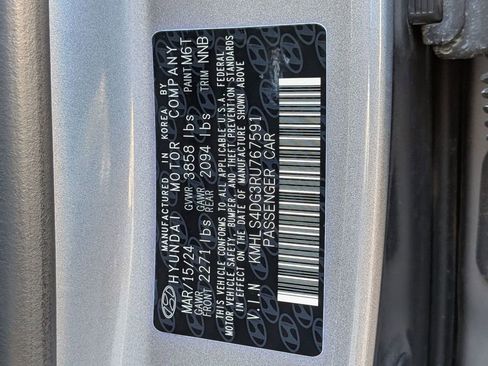 MANUFACTURED IN KOREA BY
HYUNDAI MOTOR COMPANY
MAR/15/24 GVWR 3858 lbs PAINT M6T
GAWR FRONT 2271 lbs GAWR REAR 2094 lbs TRIM NNB
THIS VEHICLE CONFORMS TO ALL APPLICABLE U.S.A. FEDERAL
MOTOR VEHICLE SAFETY, BUMPER, AND THEFT PREVENTION STANDARDS
IN EFFECT ON THE DATE OF MANUFACTURE SHOWN ABOVE
V.I.N KMHLS4DG3RU767591
PASSENGER CAR